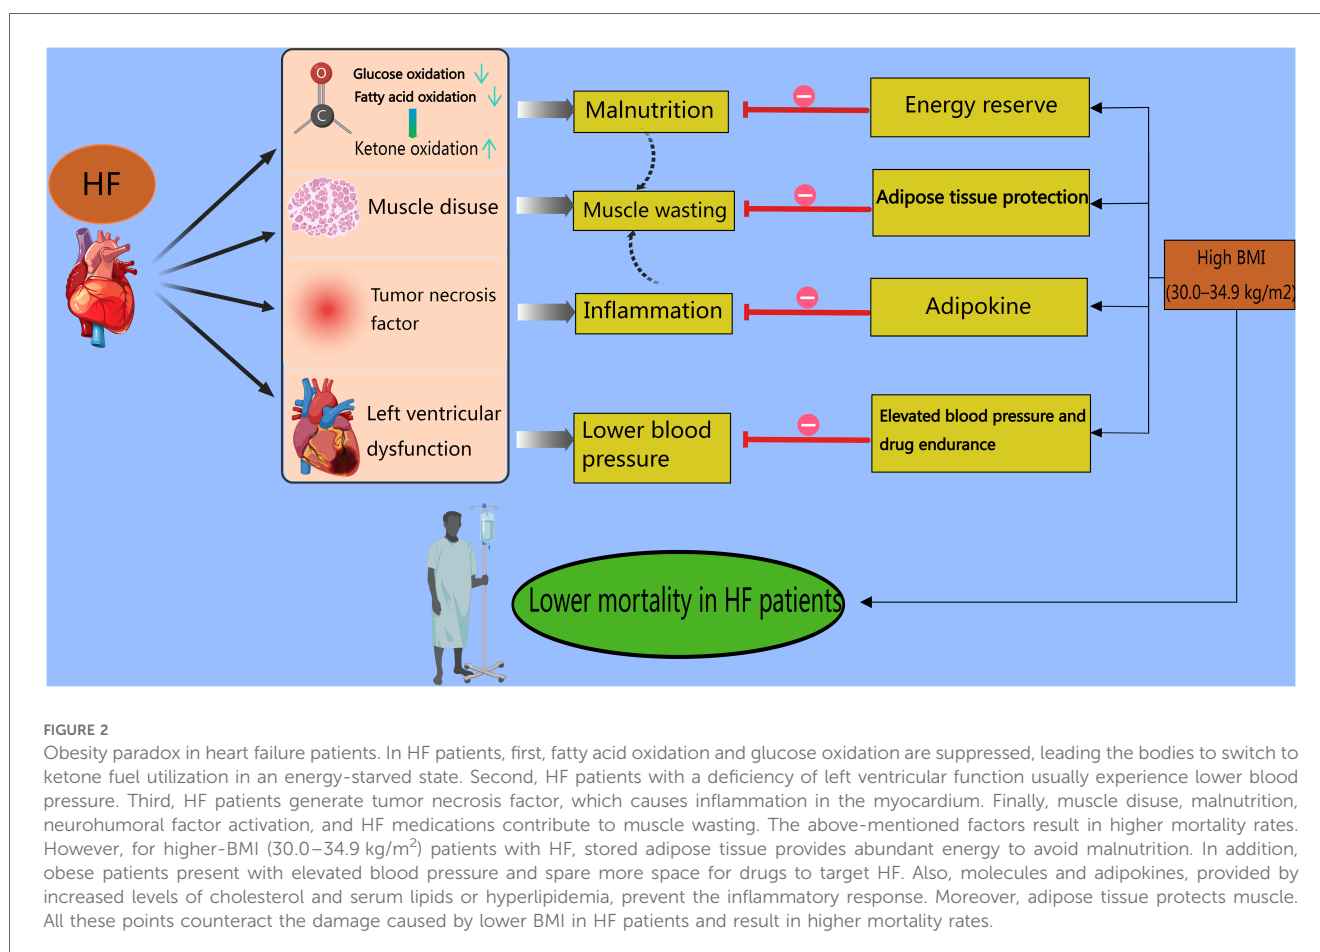 HF
O
C
Glucose oxidation
Fatty acid oxidation
Ketone oxidation
Muscle disuse
Tumor necrosis
factor
Left ventricular
dysfunction
Malnutrition
Muscle wasting
Inflammation
Lower blood
pressure
Energy reserve
Adipose tissue protection
Adipokine
Elevated blood pressure and
drug endurance
High BMI
(30.0–34.9 kg/m2)
Lower mortality in HF patients
FIGURE 2
Obesity paradox in heart failure patients. In HF patients, first, fatty acid oxidation and glucose oxidation are suppressed, leading the bodies to switch to
ketone fuel utilization in an energy-starved state. Second, HF patients with a deficiency of left ventricular function usually experience lower blood
pressure. Third, HF patients generate tumor necrosis factor, which causes inflammation in the myocardium. Finally, muscle disuse, malnutrition,
neurohumoral factor activation, and HF medications contribute to muscle wasting. The above-mentioned factors result in higher mortality rates.
However, for higher-BMI (30.0–34.9 kg/m²) patients with HF, stored adipose tissue provides abundant energy to avoid malnutrition. In addition,
obese patients present with elevated blood pressure and spare more space for drugs to target HF. Also, molecules and adipokines, provided by
increased levels of cholesterol and serum lipids or hyperlipidemia, prevent the inflammatory response. Moreover, adipose tissue protects muscle.
All these points counteract the damage caused by lower BMI in HF patients and result in higher mortality rates.